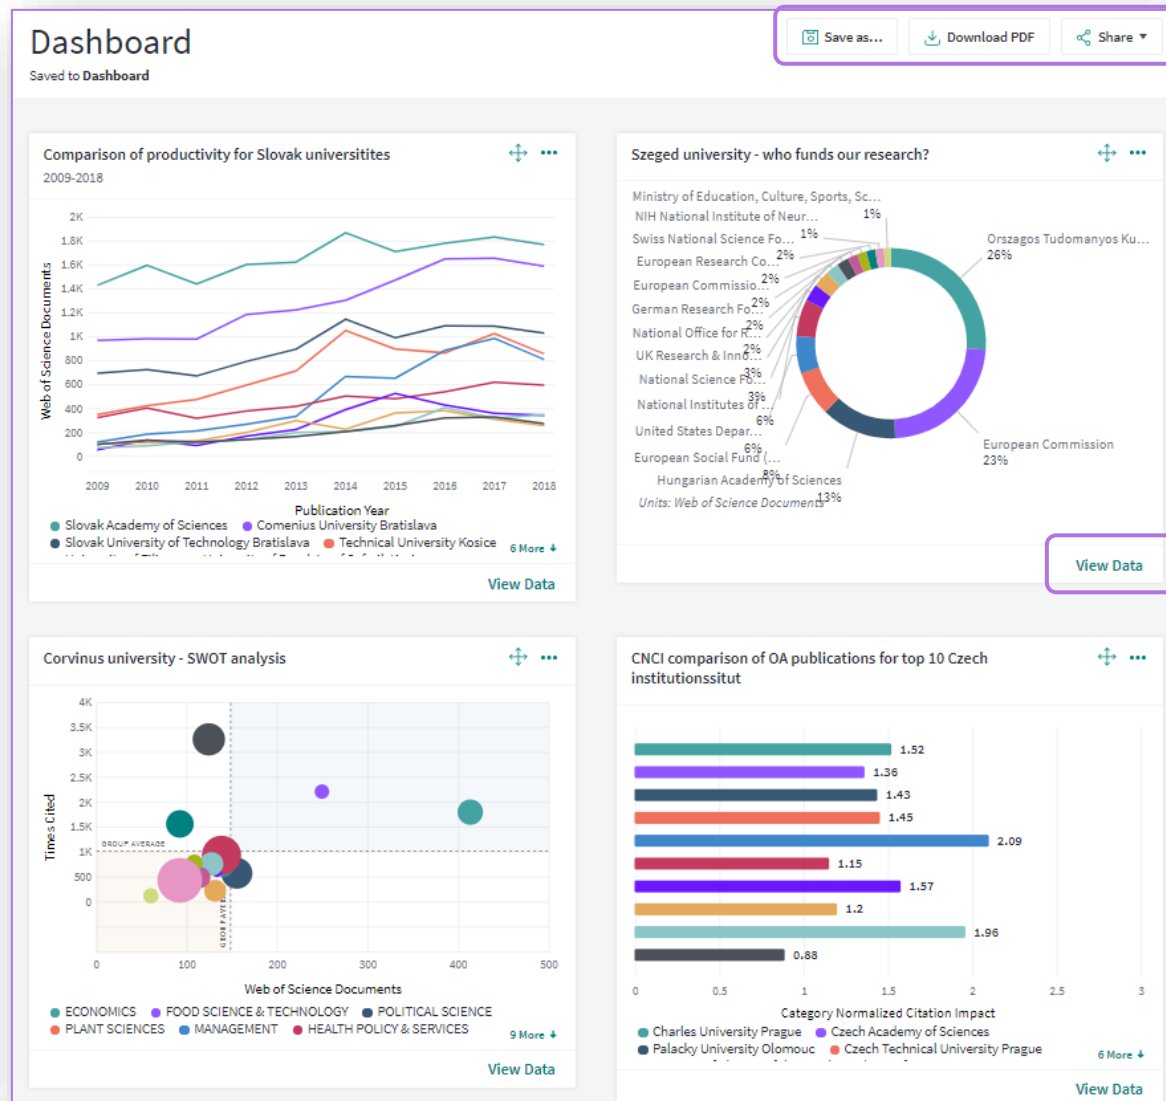 Dashboard
Saved to Dashboard
Save as...
Download PDF
Share
Comparison of productivity for Slovak universitites
2009-2018
2K
1.8K
1.6K
1.4K
1.2K
1K
800
600
400
200
0
Web of Science Documents
2009 2010 2011 2012 2013 2014 2015 2016 2017 2018
Publication Year
Slovak Academy of Sciences Comenius University Bratislava
Slovak University of Technology Bratislava Technical University Kosice
6 More
View Data
Szeged university - who funds our research?
Ministry of Education, Culture, Sports, Sc...
1%
NIH National Institute of Neur...
1%
Swiss National Science Fo...
2%
European Research Co...
2%
European Commissio...
2%
German Research Fo...
2%
National Office for R...
2%
UK Research & Inno...
3%
National Science Fo...
3%
National Institutes of ...
6%
United States Depar...
6%
European Social Fund (...
8%
Hungarian Academy of Sciences
13%
Orszagos Tudomanyos Ku...
26%
European Commission
23%
Units: Web of Science Documents
View Data
Corvinus university - SWOT analysis
4K
3.5K
3K
2.5K
2K
1.5K
1K
500
0
Times Cited
GROUP AVERAGE
0 100 200 300 400 500
Web of Science Documents
ECONOMICS FOOD SCIENCE & TECHNOLOGY POLITICAL SCIENCE
PLANT SCIENCES MANAGEMENT HEALTH POLICY & SERVICES
9 More
View Data
CNCI comparison of OA publications for top 10 Czech
institutionssitut
1.52
1.36
1.43
1.45
2.09
1.15
1.57
1.2
1.96
0.88
0 0.5 1 1.5 2 2.5 3
Category Normalized Citation Impact
Charles University Prague Czech Academy of Sciences
Palacky University Olomouc Czech Technical University Prague
6 More
View Data